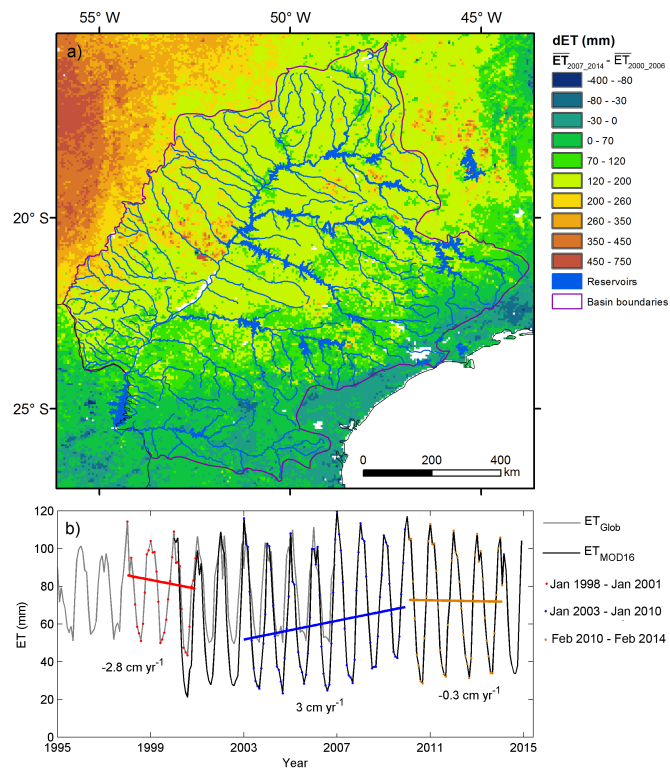 55° W 50° W 45° W
a)
20° S
25° S
0 200 400
km
dET (mm)
ET2007_2014 - ET2000_2006
-400 - -80
-80 - -30
-30 - 0
0 - 70
70 - 120
120 - 200
200 - 260
260 - 350
350 - 450
450 - 750
Reservoirs
Basin boundaries
b)
120
100
80
60
40
20
0
ET (mm)
-2.8 cm yr-1
3 cm yr-1
-0.3 cm yr-1
1995 1999 2003 2007 2011 2015
Year
ETGlob
ETMOD16
Jan 1998 - Jan 2001
Jan 2003 - Jan 2010
Feb 2010 - Feb 2014